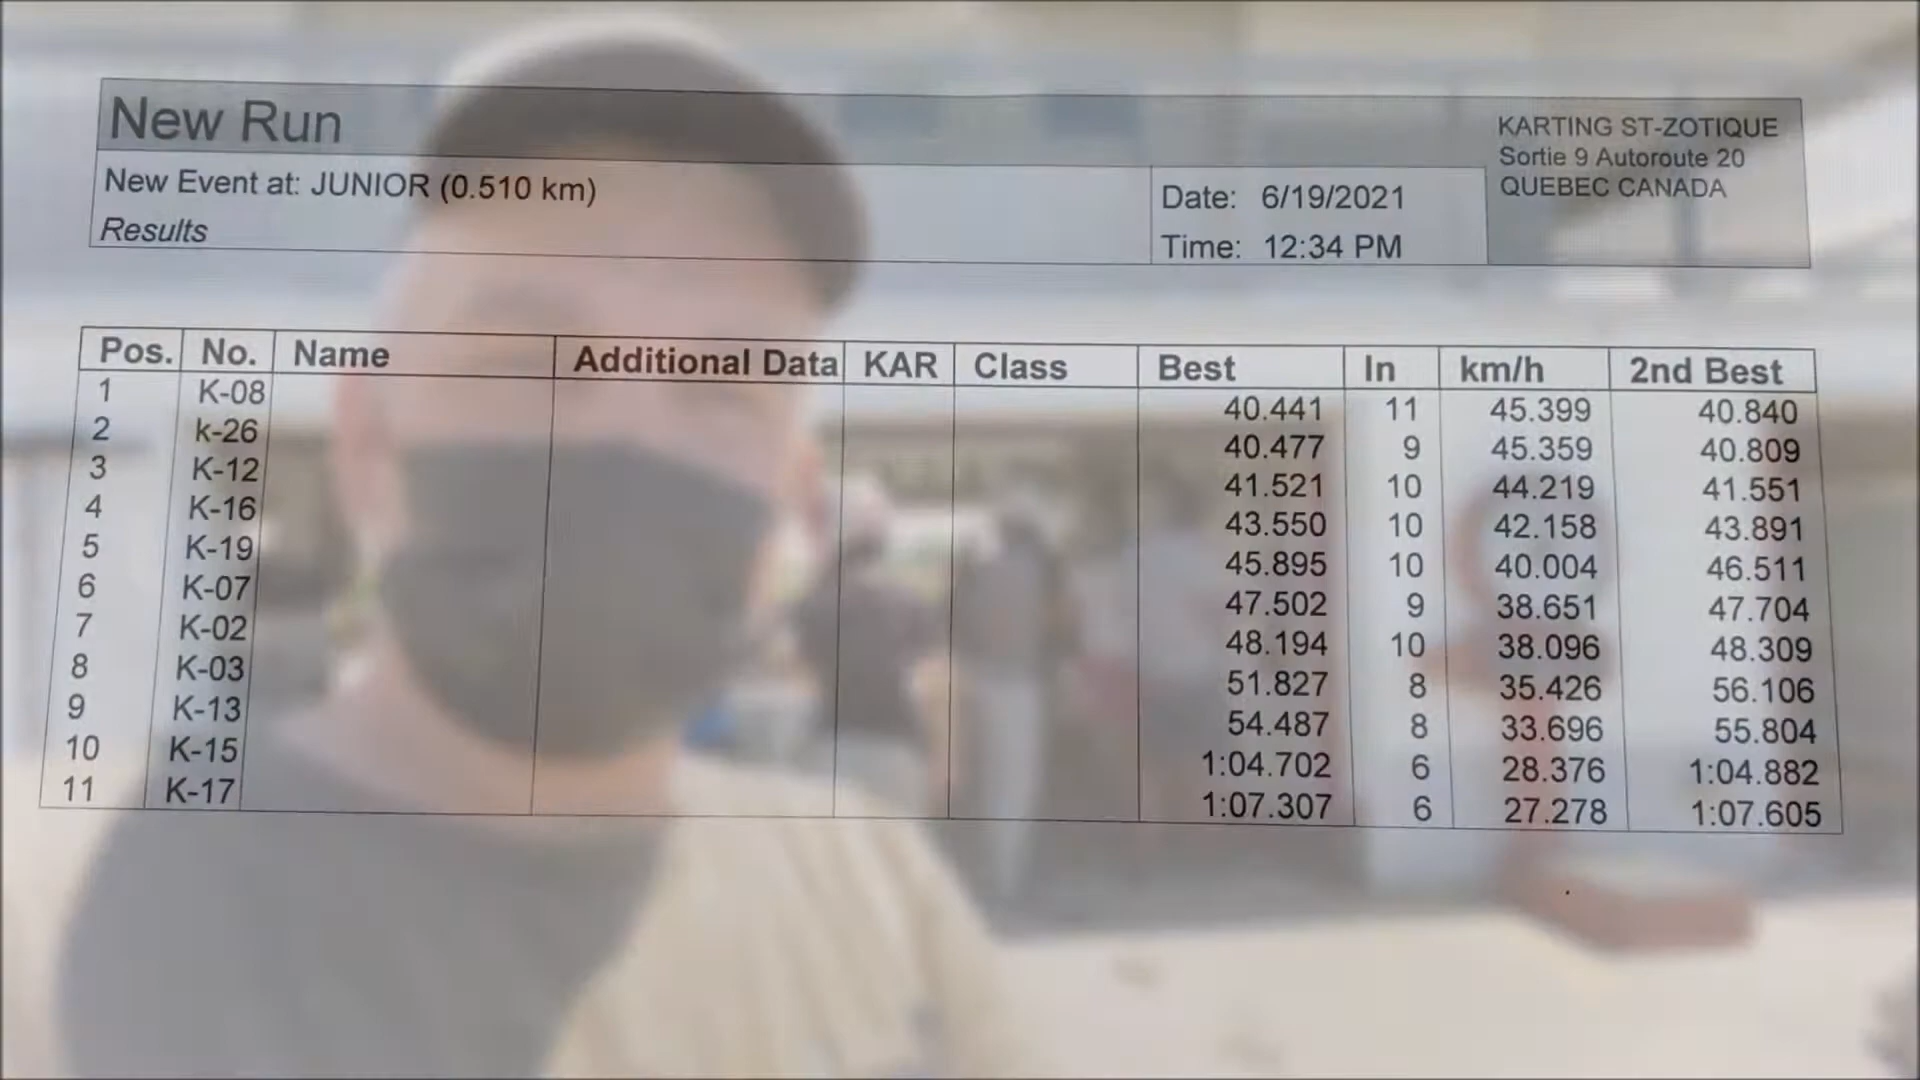 New Run
New Event at: JUNIOR (0.510 km)
Results
Date: 6/19/2021
Time: 12:34 PM
KARTING ST-ZOTIQUE
Sortie 9 Autoroute 20
QUEBEC CANADA
Pos. No. Name Additional Data KAR Class Best In km/h 2nd Best
1 K-08 40.441 11 45.399 40.840
2 k-26 40.477 9 45.359 40.809
3 K-12 41.521 10 44.219 41.551
4 K-16 43.550 10 42.158 43.891
5 K-19 45.895 10 40.004 46.511
6 K-07 47.502 9 38.651 47.704
7 K-02 48.194 10 38.096 48.309
8 K-03 51.827 8 35.426 56.106
9 K-13 54.487 8 33.696 55.804
10 K-15 1:04.702 6 28.376 1:04.882
11 K-17 1:07.307 6 27.278 1:07.605